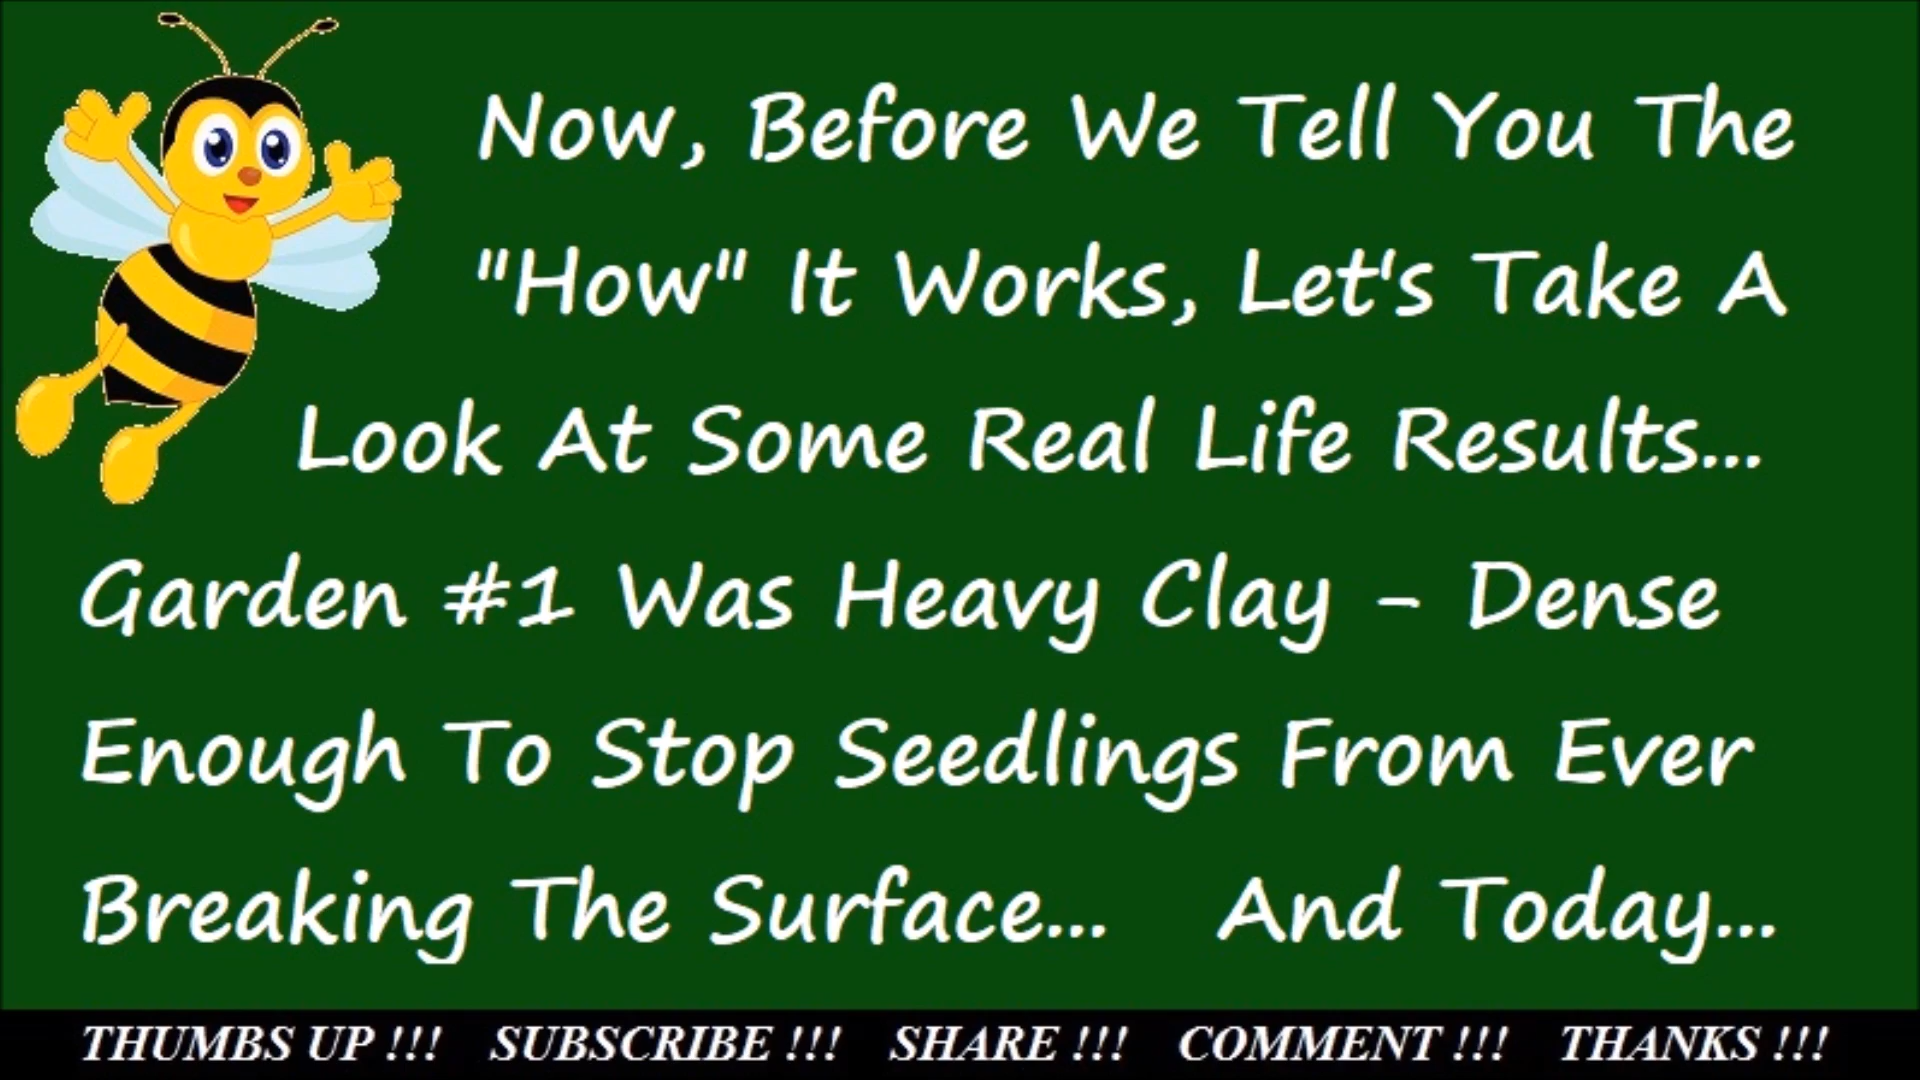 Now, Before We Tell You The
"How" It Works, Let's Take A
Look At Some Real Life Results...
Garden #1 Was Heavy Clay - Dense
Enough To Stop Seedlings From Ever
Breaking The Surface... And Today...
THUMBS UP !!! SUBSCRIBE !!! SHARE !!! COMMENT !!! THANKS !!!